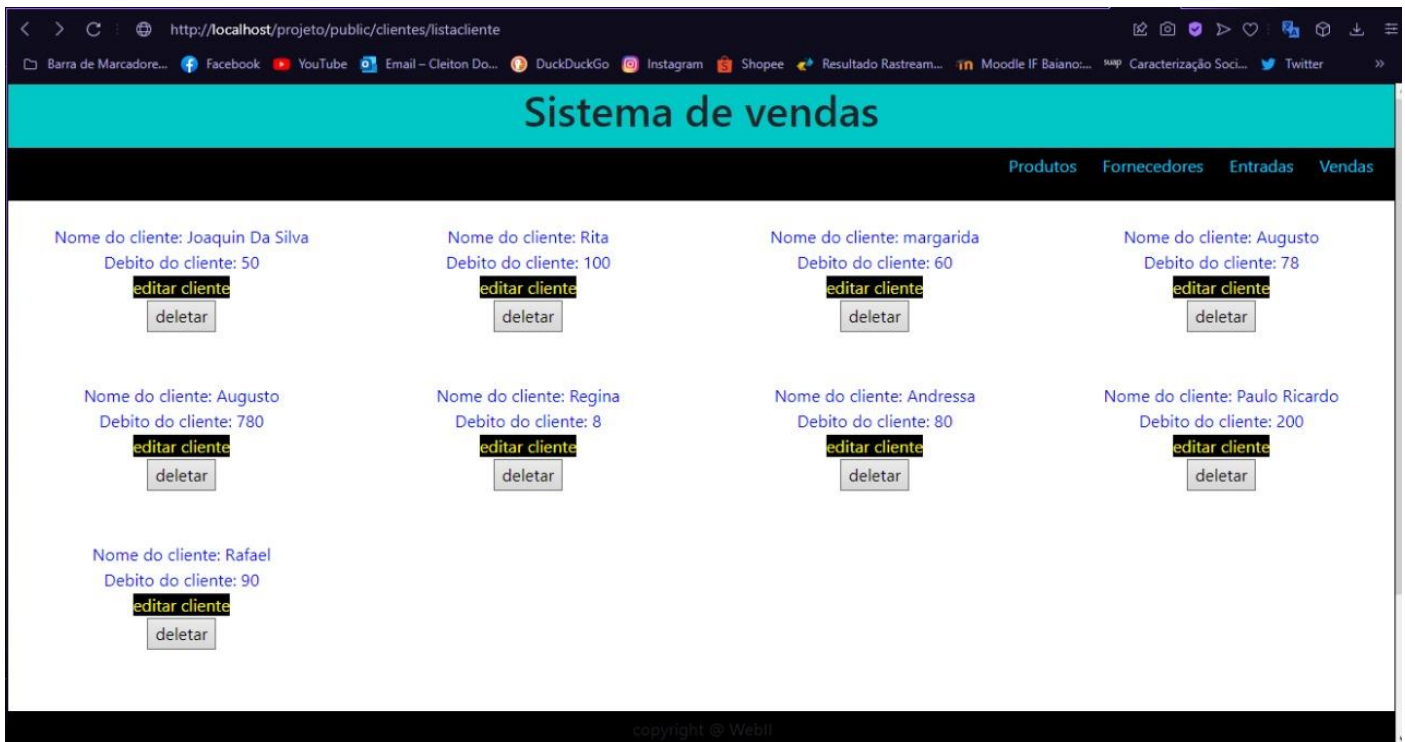 http://localhost/projeto/public/clientes/listacliente
Barra de Marcadore... Facebook YouTube Email – Cleiton Do... DuckDuckGo Instagram Shopee Resultado Rastream... Moodle IF Baiano:... suap Caracterização Soci... Twitter »
Sistema de vendas
Produtos Fornecedores Entradas Vendas
Nome do cliente: Joaquin Da Silva Nome do cliente: Rita Nome do cliente: margarida Nome do cliente: Augusto
Debito do cliente: 50 Debito do cliente: 100 Debito do cliente: 60 Debito do cliente: 78
editar cliente editar cliente editar cliente editar cliente
deletar deletar deletar deletar
Nome do cliente: Augusto Nome do cliente: Regina Nome do cliente: Andressa Nome do cliente: Paulo Ricardo
Debito do cliente: 780 Debito do cliente: 8 Debito do cliente: 80 Debito do cliente: 200
editar cliente editar cliente editar cliente editar cliente
deletar deletar deletar deletar
Nome do cliente: Rafael
Debito do cliente: 90
editar cliente
deletar
copyright @ WebII